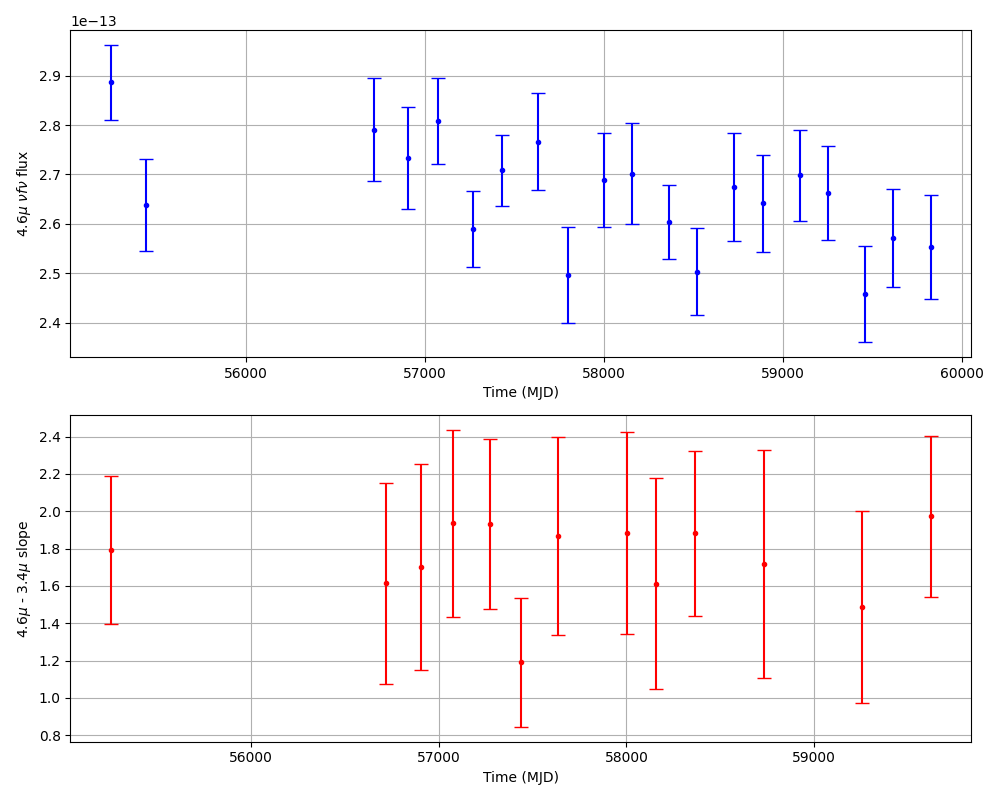 1e−13
2.9
2.8
2.7
2.6
2.5
2.4
4.6μ νfν flux
56000 57000 58000 59000 60000
Time (MJD)
2.4
2.2
2.0
1.8
1.6
1.4
1.2
1.0
0.8
4.6μ - 3.4μ slope
56000 57000 58000 59000
Time (MJD)